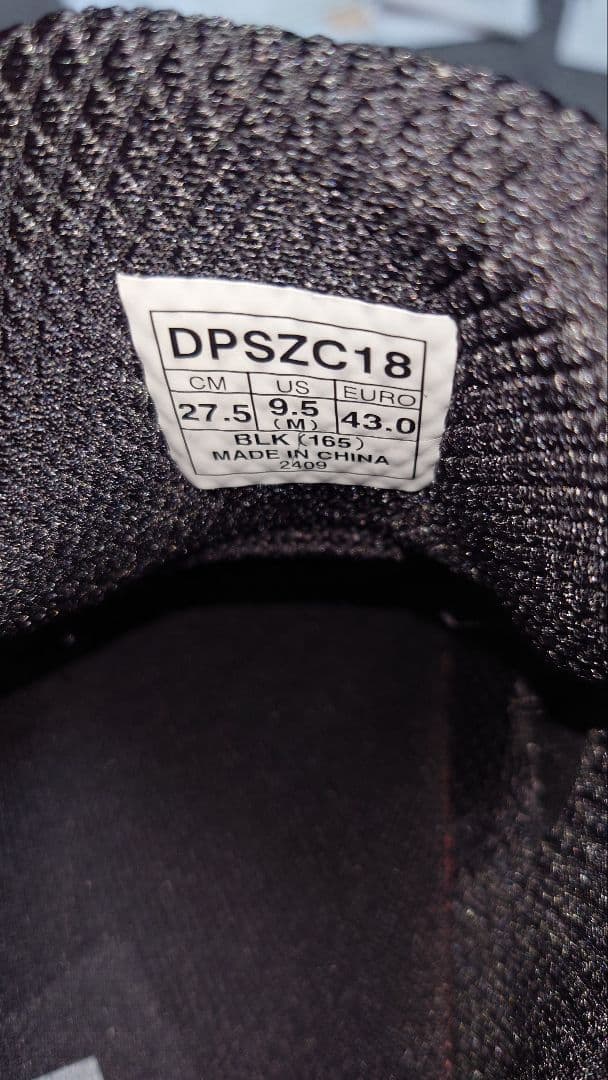 DPSZC18
CM US EURO
27.5 9.5 (M) 43.0
BLK (165)
MADE IN CHINA
2409